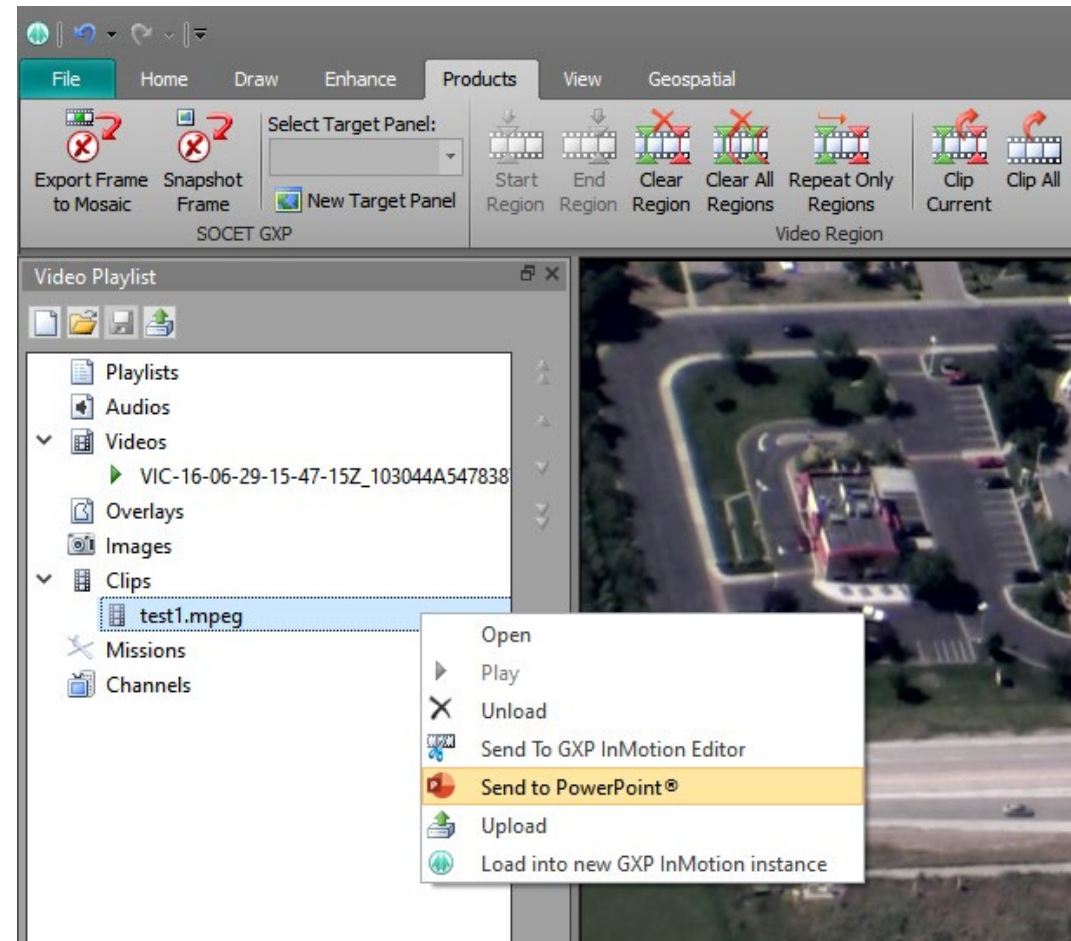 File Home Draw Enhance Products View Geospatial
Export Frame to Mosaic
Snapshot Frame
Select Target Panel:
New Target Panel
SOCET GXP
Start Region
End Region
Clear Region
Clear All Regions
Repeat Only Regions
Clip Current
Clip All
Video Region
Video Playlist
Playlists
Audios
Videos
VIC-16-06-29-15-47-15Z_103044A547838
Overlays
Images
Clips
test1.mpeg
Missions
Channels
Open
Play
Unload
Send To GXP InMotion Editor
Send to PowerPoint®
Upload
Load into new GXP InMotion instance